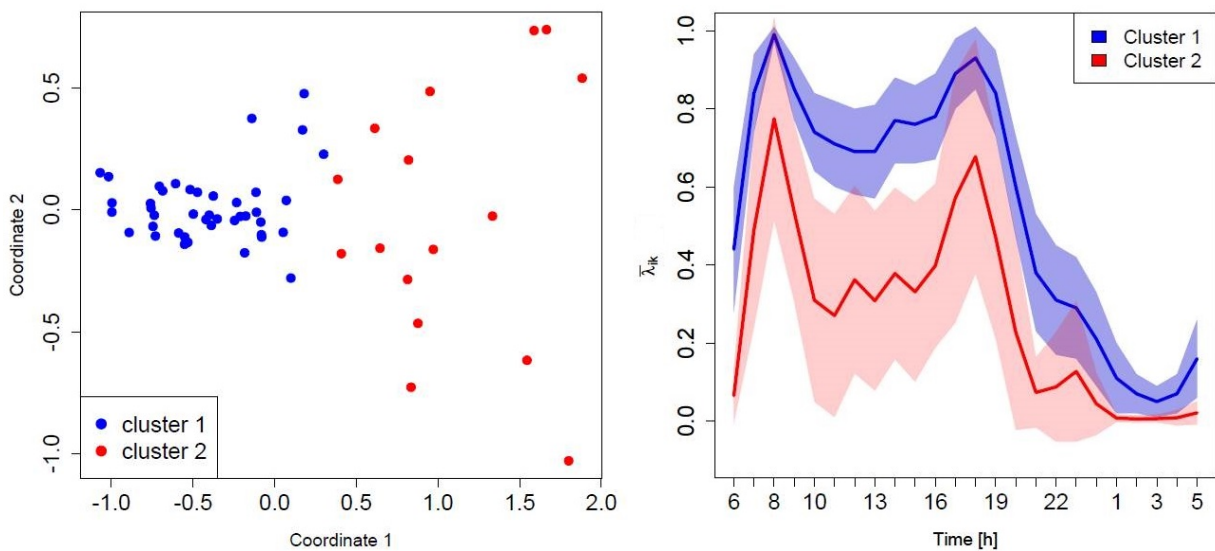 Coordinate 2
0.5
0.0
-0.5
-1.0
cluster 1
cluster 2
-1.0 -0.5 0.0 0.5 1.0 1.5 2.0
Coordinate 1
λ̅ik
1.0
0.8
0.6
0.4
0.2
0.0
Cluster 1
Cluster 2
6 8 10 13 16 19 22 1 3 5
Time [h]